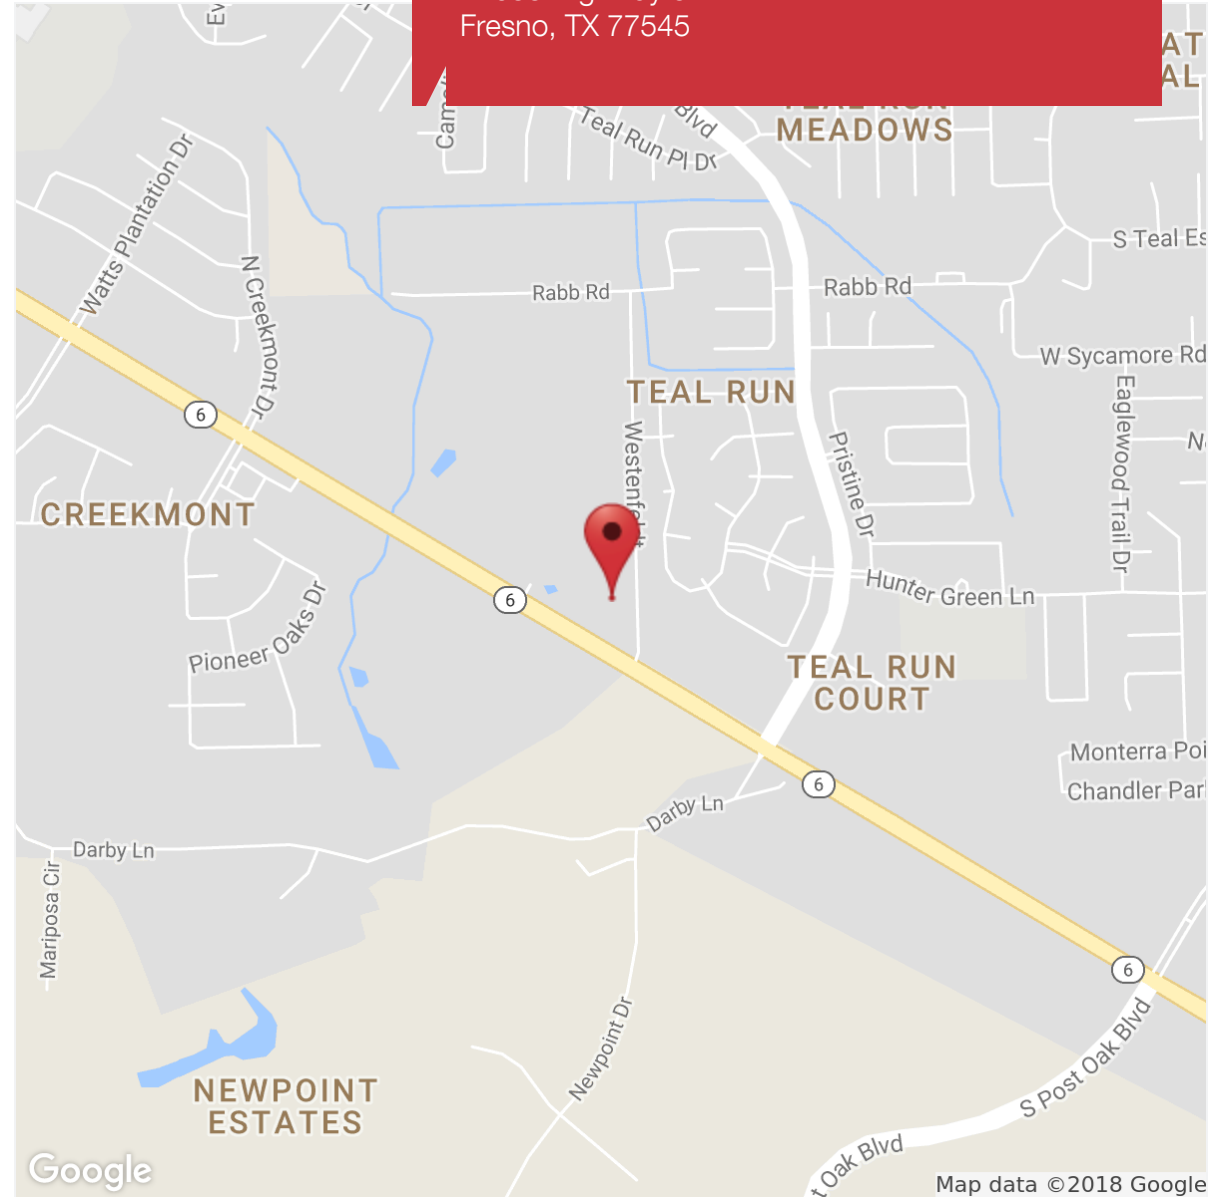 Fresno, TX 77545
Blvd
Teal Run Pl Dr
MEADOWS
Watts Plantation Dr
N Creekmont Dr
S Teal Es
Rabb Rd
Rabb Rd
W Sycamore Rd
TEAL RUN
6
Eaglewood Trail Dr
Pristine Dr
CREEKMONT
6
Hunter Green Ln
Pioneer Oaks Dr
TEAL RUN
COURT
Monterra Poi
6
Chandler Par
Darby Ln
Darby Ln
Mariposa Cir
6
Newpoint Dr
S Post Oak Blvd
NEWPOINT
ESTATES
t Oak Blvd
Google
Map data ©2018 Google